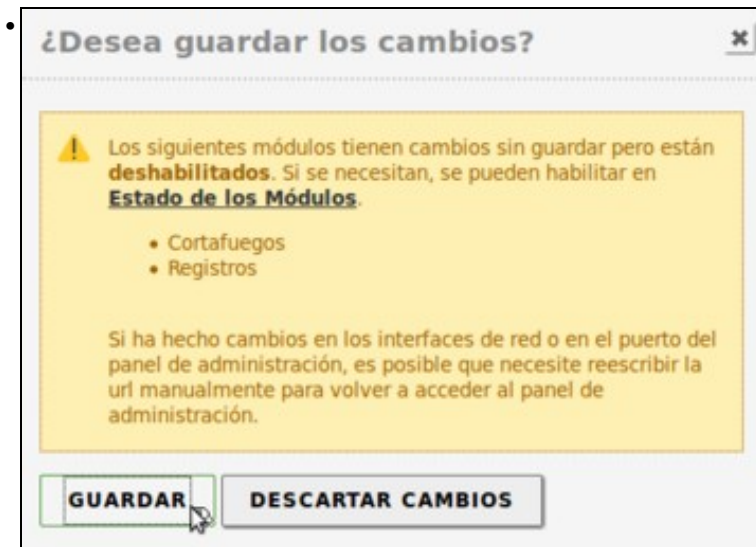 ¿Desea guardar los cambios?
Los siguientes módulos tienen cambios sin guardar pero están
deshabilitados. Si se necesitan, se pueden habilitar en
Estado de los Módulos.
• Cortafuegos
• Registros
Si ha hecho cambios en los interfaces de red o en el puerto del
panel de administración, es posible que necesite reescribir la
url manualmente para volver a acceder al panel de
administración.
GUARDAR
DESCARTAR CAMBIOS